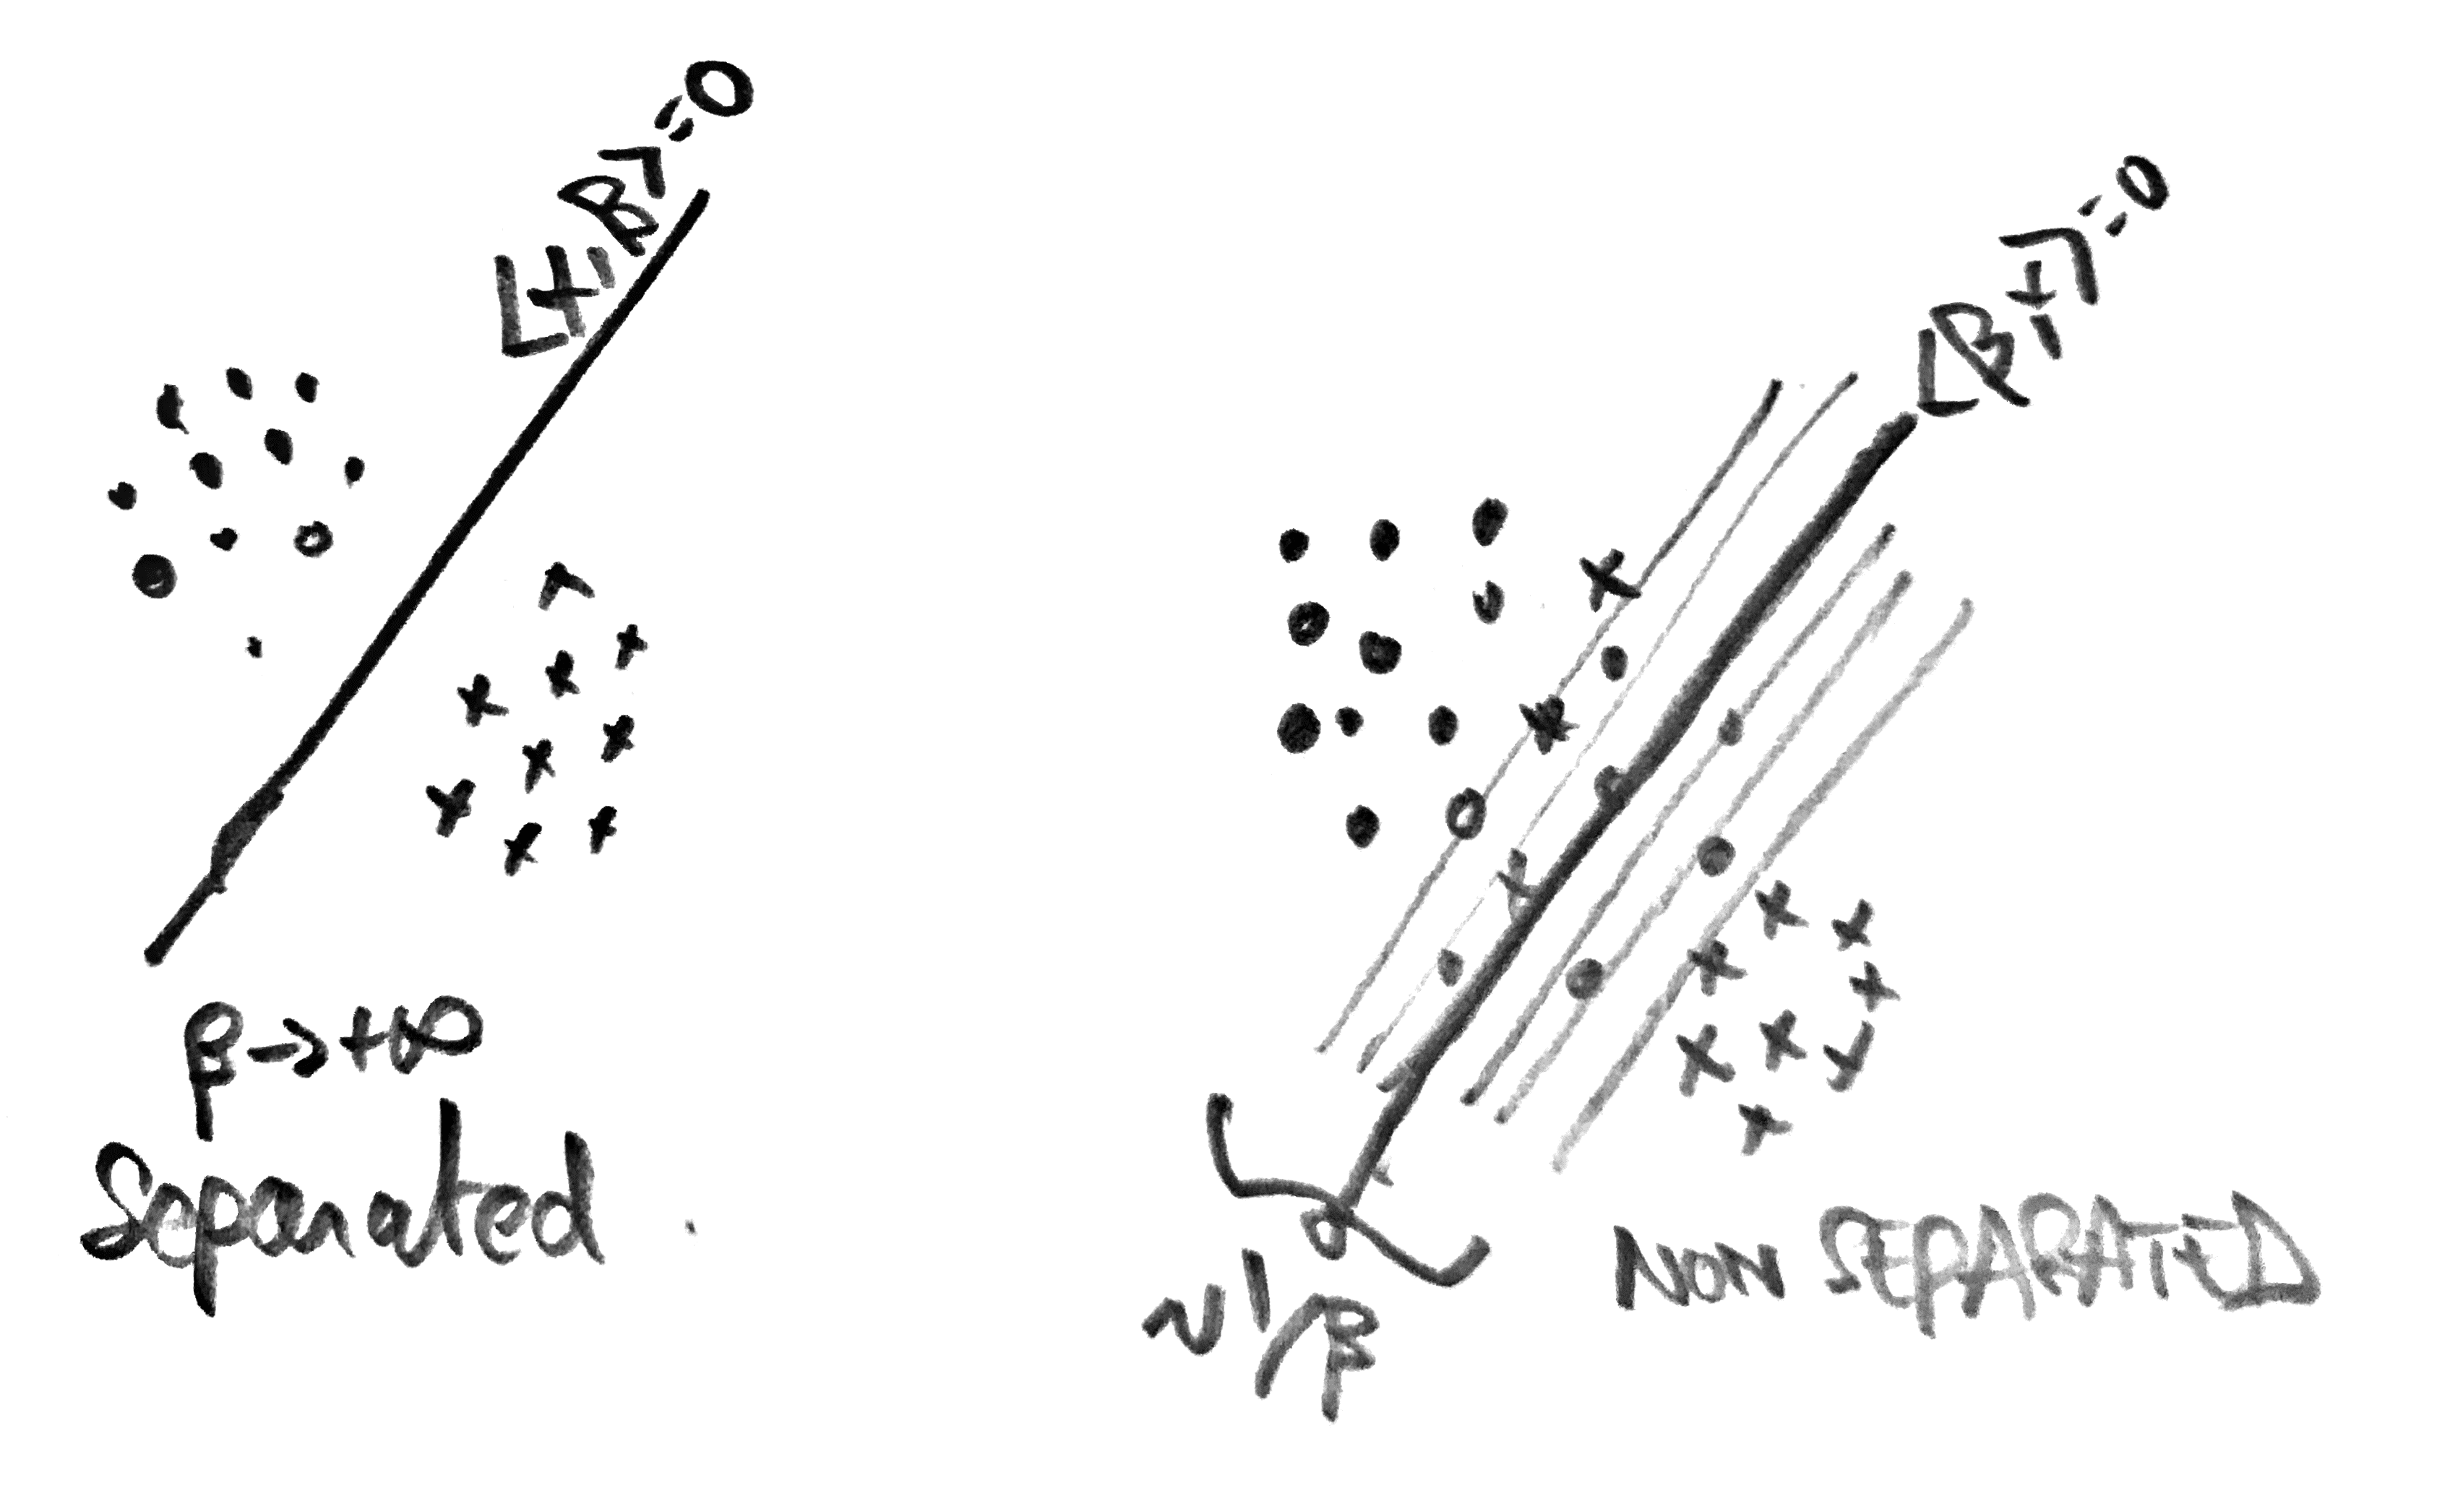 <x,β>=0
β→+∞
Separated
<β,x>=0
~1/β
NON SEPARATED